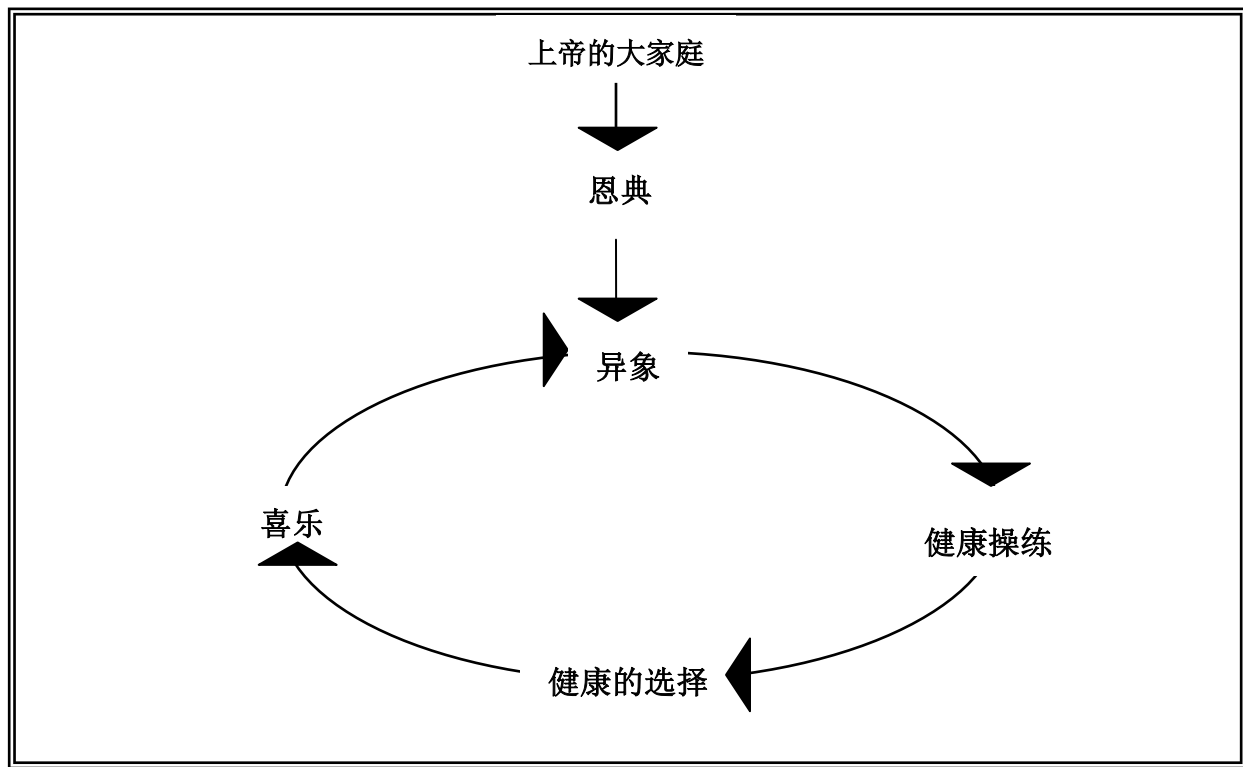 上帝的大家庭
恩典
异象
喜乐
健康操练
健康的选择